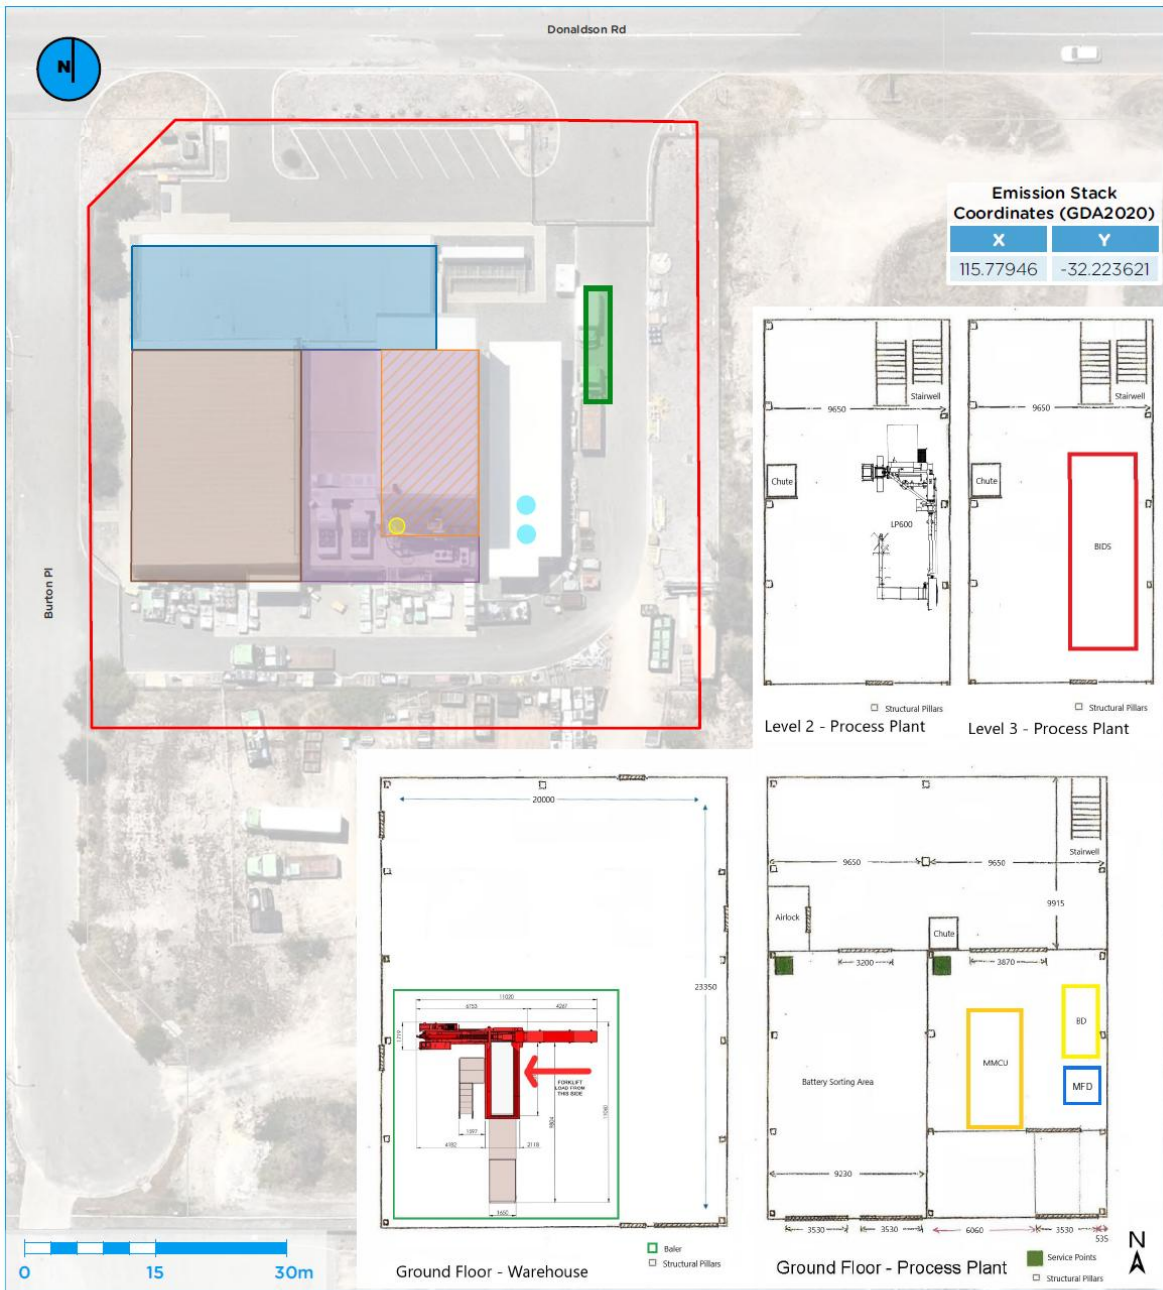 Donaldson Rd
N
Emission Stack
Coordinates (GDA2020)
X Y
115.77946 -32.223621
Burton Pl
Stairwell
9650
Chute
LP600
Structural Pillars
Level 2 - Process Plant
Stairwell
9650
Chute
BIDS
Structural Pillars
Level 3 - Process Plant
20000
23350
11020
6753 4267
FORKLIFT
LOAD FROM
THIS SIDE
2118
Baler
Structural Pillars
Ground Floor - Warehouse
Stairwell
9650 9650
9915
Airlock
Chute
3200 3870
BD
MMCU
MFD
Battery Sorting Area
9230
3530 3530 6060 3530
535
N
Service Points
Structural Pillars
Ground Floor - Process Plant
0 15 30m